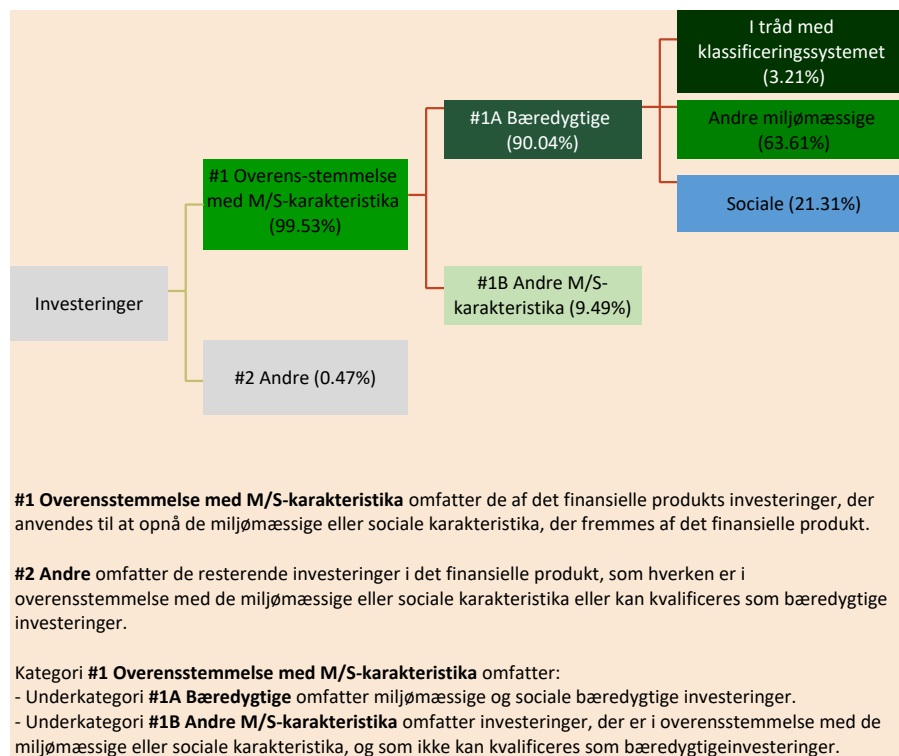 I tråd med
klassificeringssystemet
(3.21%)
#1A Bæredygtige
(90.04%)
Andre miljømæssige
(63.61%)
#1 Overens-stemmelse
med M/S-karakteristika
(99.53%)
Sociale (21.31%)
Investeringer
#1B Andre M/S-
karakteristika (9.49%)
#2 Andre (0.47%)
#1 Overensstemmelse med M/S-karakteristika omfatter de af det finansielle produkts investeringer, der
anvendes til at opnå de miljømæssige eller sociale karakteristika, der fremmes af det finansielle produkt.
#2 Andre omfatter de resterende investeringer i det finansielle produkt, som hverken er i
overensstemmelse med de miljømæssige eller sociale karakteristika eller kan kvalificeres som bæredygtige
investeringer.
Kategori #1 Overensstemmelse med M/S-karakteristika omfatter:
- Underkategori #1A Bæredygtige omfatter miljømæssige og sociale bæredygtige investeringer.
- Underkategori #1B Andre M/S-karakteristika omfatter investeringer, der er i overensstemmelse med de
miljømæssige eller sociale karakteristika, og som ikke kan kvalificeres som bæredygtigeinvesteringer.